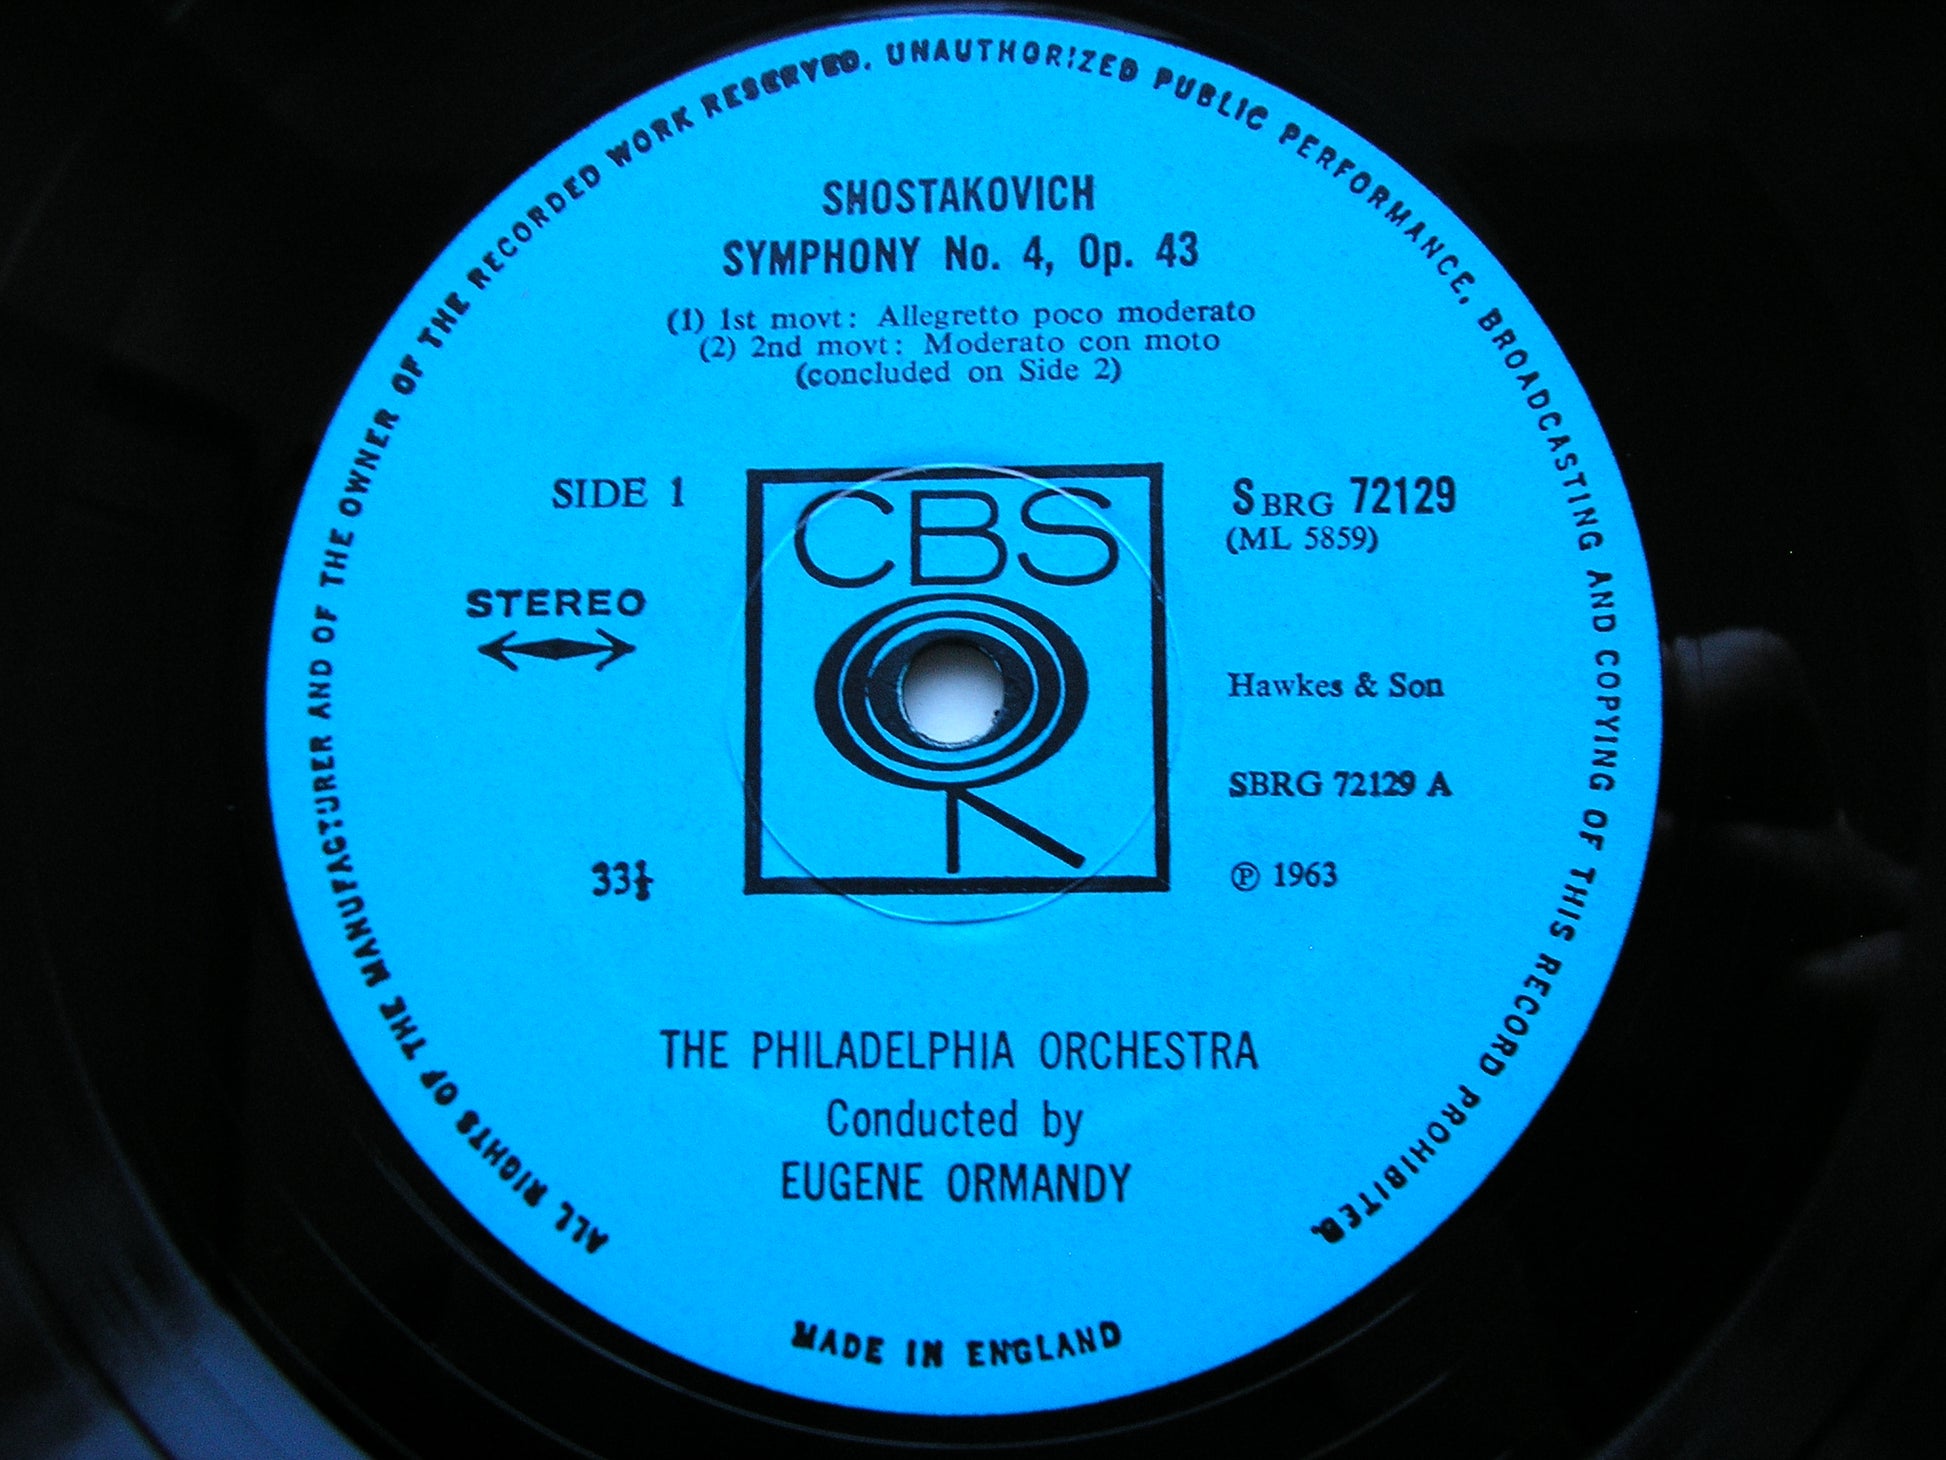 ALL RIGHTS OF THE MANUFACTURER AND OF THE OWNER OF THE RECORDED WORK RESERVED. UNAUTHORIZED PUBLIC PERFORMANCE, BROADCASTING AND COPYING OF THIS RECORD PROHIBITED.
SHOSTAKOVICH
SYMPHONY No. 4, Op. 43
(1) 1st movt: Allegretto poco moderato
(2) 2nd movt: Moderato con moto
(concluded on Side 2)
SIDE 1
STEREO
33⅓
CBS
S BRG 72129
(ML 5859)
Hawkes & Son
SBRG 72129 A
℗ 1963
THE PHILADELPHIA ORCHESTRA
Conducted by
EUGENE ORMANDY
MADE IN ENGLAND